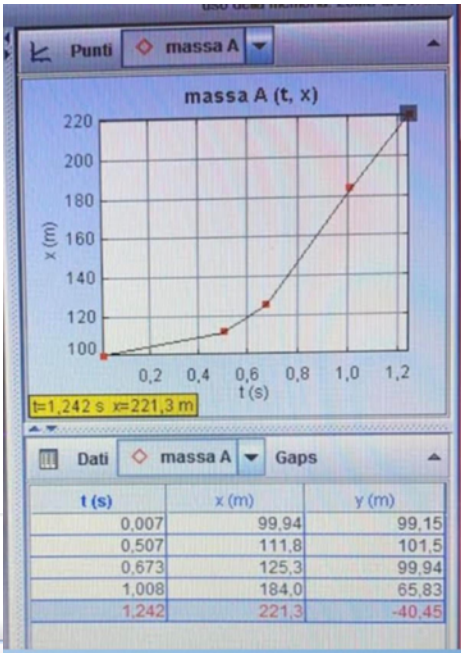 Punti massa A
massa A (t, x)
220
200
180
160
140
120
100
x (m)
0,2 0,4 0,6 0,8 1,0 1,2
t (s)
t=1,242 s x=221,3 m
Dati massa A Gaps
t (s) x (m) y (m)
0,007 99,94 99,15
0,507 111,8 101,5
0,673 125,3 99,94
1,008 184,0 65,83
1,242 221,3 -40,45